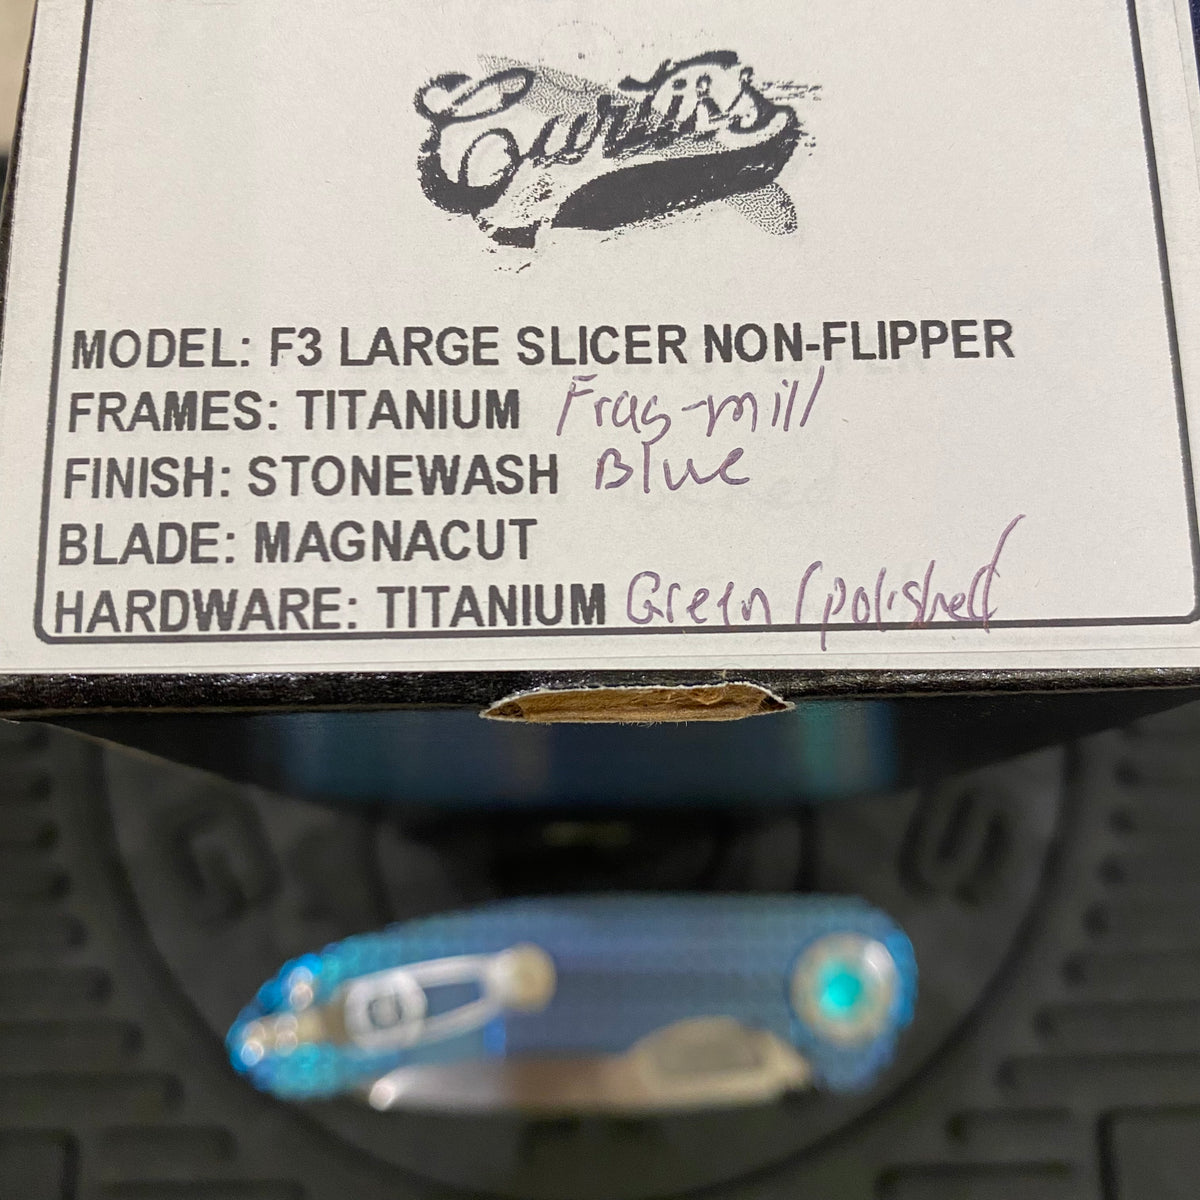 Curtiss
MODEL: F3 LARGE SLICER NON-FLIPPER
FRAMES: TITANIUM Frag-mill
FINISH: STONEWASH Blue
BLADE: MAGNACUT
HARDWARE: TITANIUM Green/polished